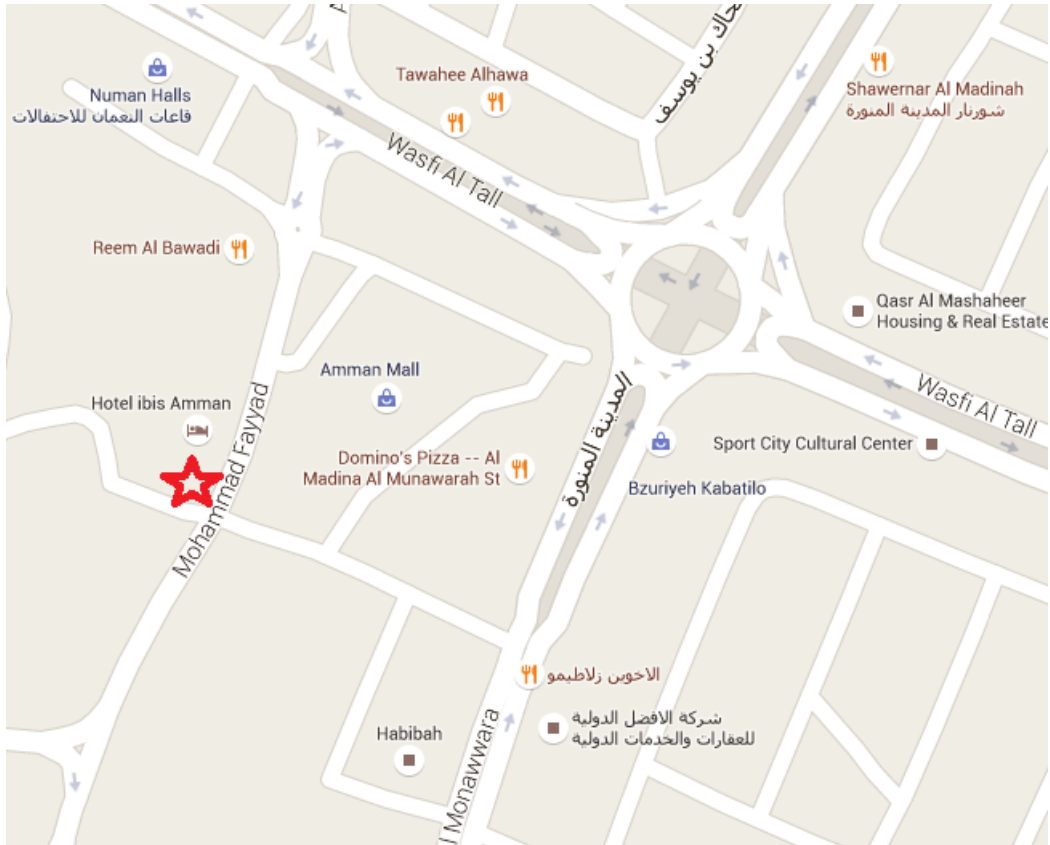 Numan Halls
قاعات النعمان للاحتفالات
Tawahee Alhawa
Shawernar Al Madinah
شورنار المدينة المنورة
Wasfi Al Tall
Reem Al Bawadi
Qasr Al Mashaheer
Housing & Real Estate
Amman Mall
Wasfi Al Tall
Hotel ibis Amman
Mohammad Fayyad
المدينة المنورة
Domino's Pizza -- Al
Madina Al Munawarah St
Sport City Cultural Center
Bzuriyeh Kabatilo
الاخوين زلاطيمو
شركة الافضل الدولية
للعقارات والخدمات الدولية
Habibah
l Monawwara
بن يوسف